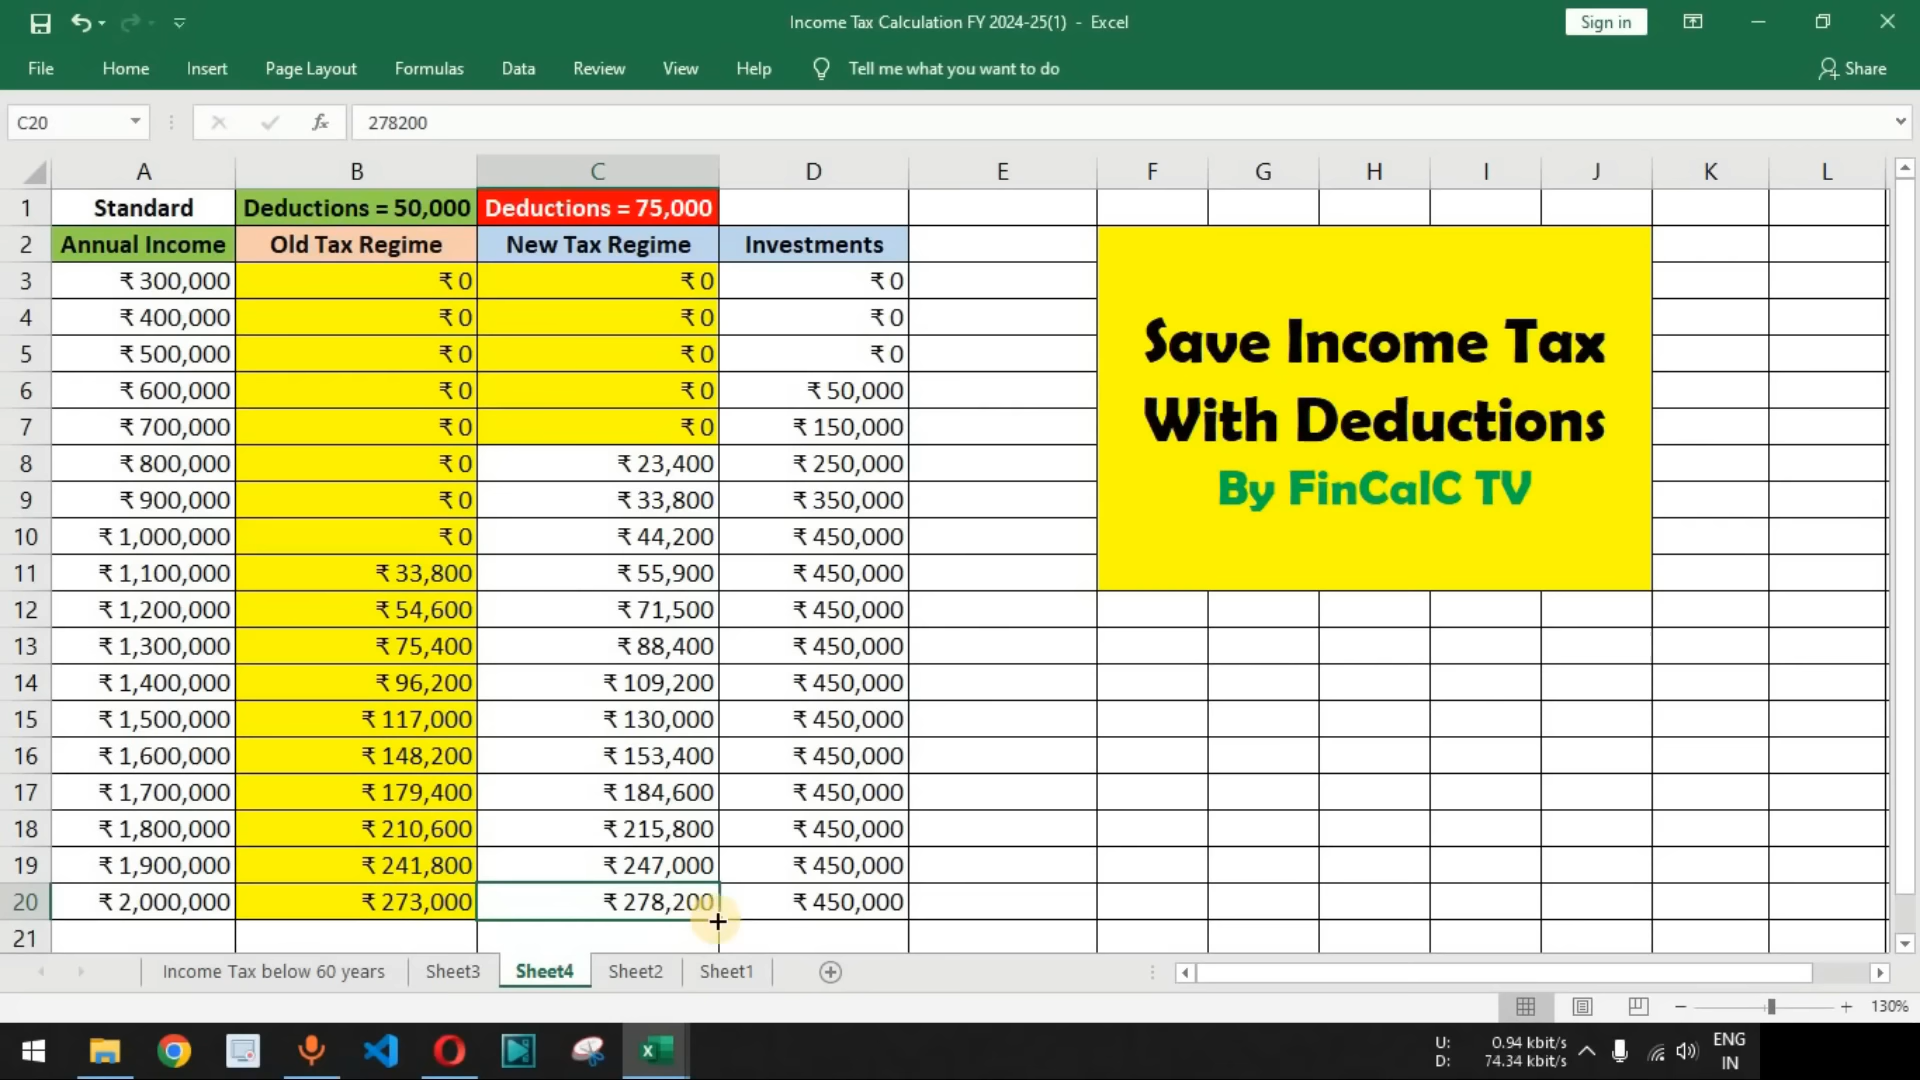 Income Tax Calculation FY 2024-25(1) - Excel
Sign in
File Home Insert Page Layout Formulas Data Review View Help Tell me what you want to do Share
C20 fx 278200
A B C D E F G H I J K L
1 Standard Deductions = 50,000 Deductions = 75,000
2 Annual Income Old Tax Regime New Tax Regime Investments
3 ₹ 300,000 ₹ 0 ₹ 0 ₹ 0
4 ₹ 400,000 ₹ 0 ₹ 0 ₹ 0
5 ₹ 500,000 ₹ 0 ₹ 0 ₹ 0
6 ₹ 600,000 ₹ 0 ₹ 0 ₹ 50,000
7 ₹ 700,000 ₹ 0 ₹ 0 ₹ 150,000
8 ₹ 800,000 ₹ 0 ₹ 23,400 ₹ 250,000
9 ₹ 900,000 ₹ 0 ₹ 33,800 ₹ 350,000
10 ₹ 1,000,000 ₹ 0 ₹ 44,200 ₹ 450,000
11 ₹ 1,100,000 ₹ 33,800 ₹ 55,900 ₹ 450,000
12 ₹ 1,200,000 ₹ 54,600 ₹ 71,500 ₹ 450,000
13 ₹ 1,300,000 ₹ 75,400 ₹ 88,400 ₹ 450,000
14 ₹ 1,400,000 ₹ 96,200 ₹ 109,200 ₹ 450,000
15 ₹ 1,500,000 ₹ 117,000 ₹ 130,000 ₹ 450,000
16 ₹ 1,600,000 ₹ 148,200 ₹ 153,400 ₹ 450,000
17 ₹ 1,700,000 ₹ 179,400 ₹ 184,600 ₹ 450,000
18 ₹ 1,800,000 ₹ 210,600 ₹ 215,800 ₹ 450,000
19 ₹ 1,900,000 ₹ 241,800 ₹ 247,000 ₹ 450,000
20 ₹ 2,000,000 ₹ 273,000 ₹ 278,200 ₹ 450,000
21
Save Income Tax
With Deductions
By FinCalC TV
Income Tax below 60 years Sheet3 Sheet4 Sheet2 Sheet1
130%
U: 0.94 kbit/s
D: 74.34 kbit/s
ENG
IN